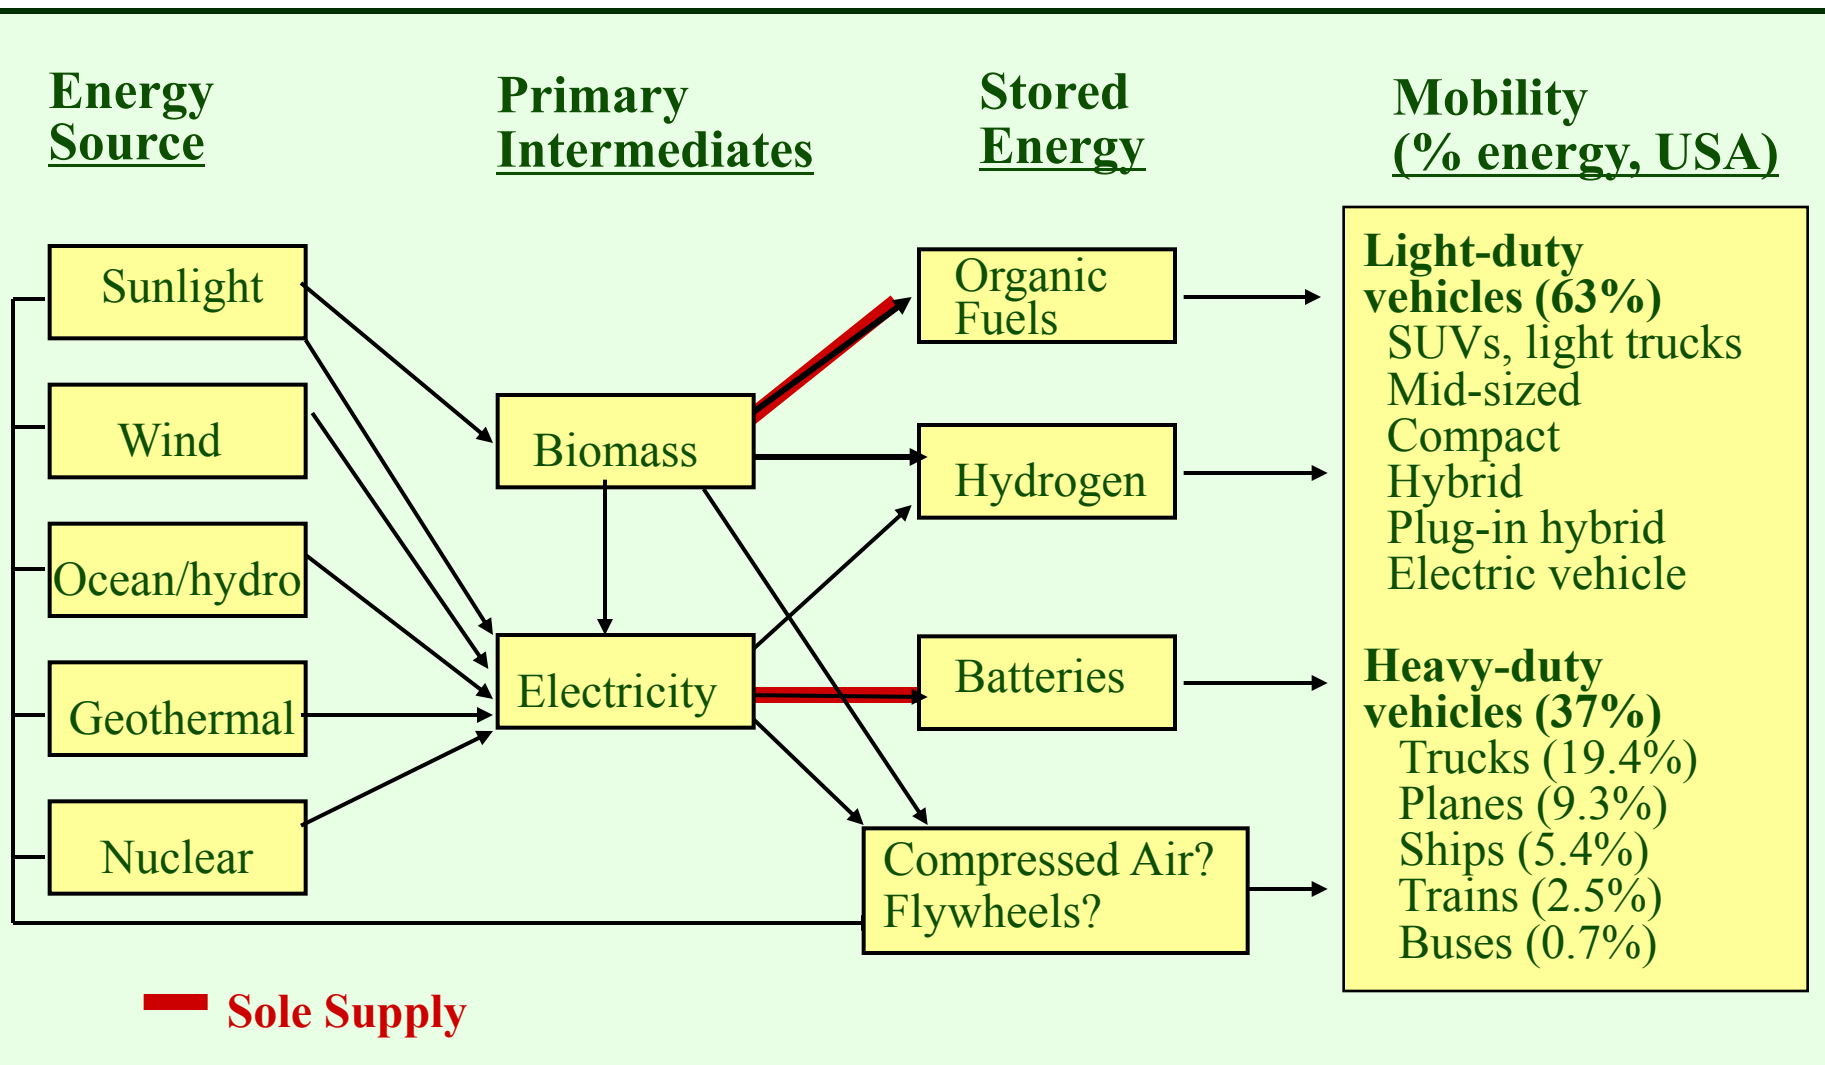 Energy
Source
Primary
Intermediates
Stored
Energy
Mobility
(% energy, USA)
Sunlight
Wind
Ocean/hydro
Geothermal
Nuclear
Biomass
Electricity
Organic
Fuels
Hydrogen
Batteries
Compressed Air?
Flywheels?
Light-duty
vehicles (63%)
SUVs, light trucks
Mid-sized
Compact
Hybrid
Plug-in hybrid
Electric vehicle
Heavy-duty
vehicles (37%)
Trucks (19.4%)
Planes (9.3%)
Ships (5.4%)
Trains (2.5%)
Buses (0.7%)
Sole Supply